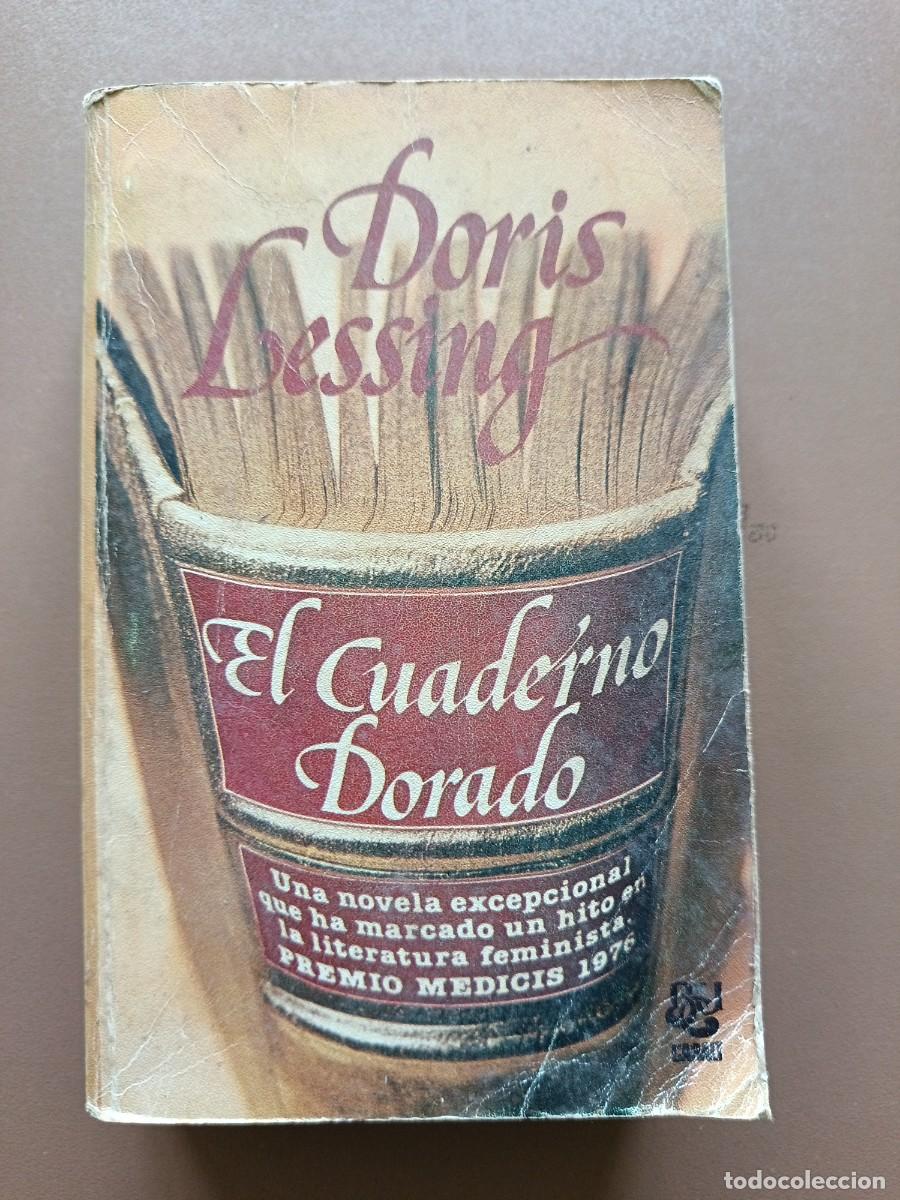 Doris
Lessing
El Cuaderno
Dorado
Una novela excepcional
que ha marcado un hito en
la literatura feminista.
PREMIO MEDICIS 1976
CARALT
todocoleccion